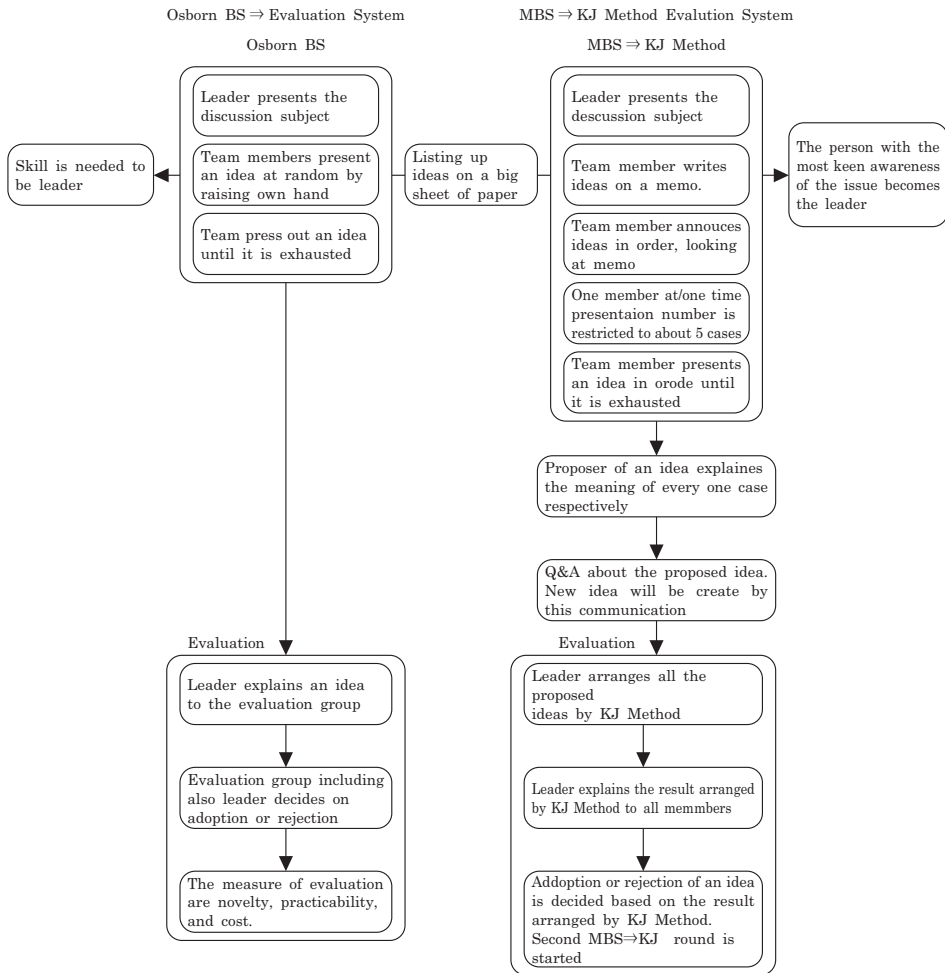 Osborn BS⇒Evaluation System
Osborn BS
Leader presents the
discussion subject
Team members present
an idea at random by
raising own hand
Team press out an idea
until it is exhausted
Skill is needed to
be leader
Listing up
ideas on a big
sheet of paper
MBS⇒KJ Method Evalution System
MBS⇒KJ Method
Leader presents the
descussion subject
Team member writes
ideas on a memo.
Team member annouces
ideas in order, looking
at memo
One member at/one time
presentaion number is
restricted to about 5 cases
Team member presents
an idea in orode until
it is exhausted
The person with the
most keen awareness
of the issue becomes
the leader
Proposer of an idea explaines
the meaning of every one case
respectively
Q&A about the proposed idea.
New idea will be create by
this communication
Evaluation
Leader explains an idea
to the evaluation group
Evaluation group including
also leader decides on
adoption or rejection
The measure of evaluation
are novelty, practicability,
and cost.
Evaluation
Leader arranges all the
proposed
ideas by KJ Method
Leader explains the result arranged
by KJ Method to all memmbers
Addoption or rejection of an idea
is decided based on the result
arranged by KJ Method.
Second MBS⇒KJ round is
started